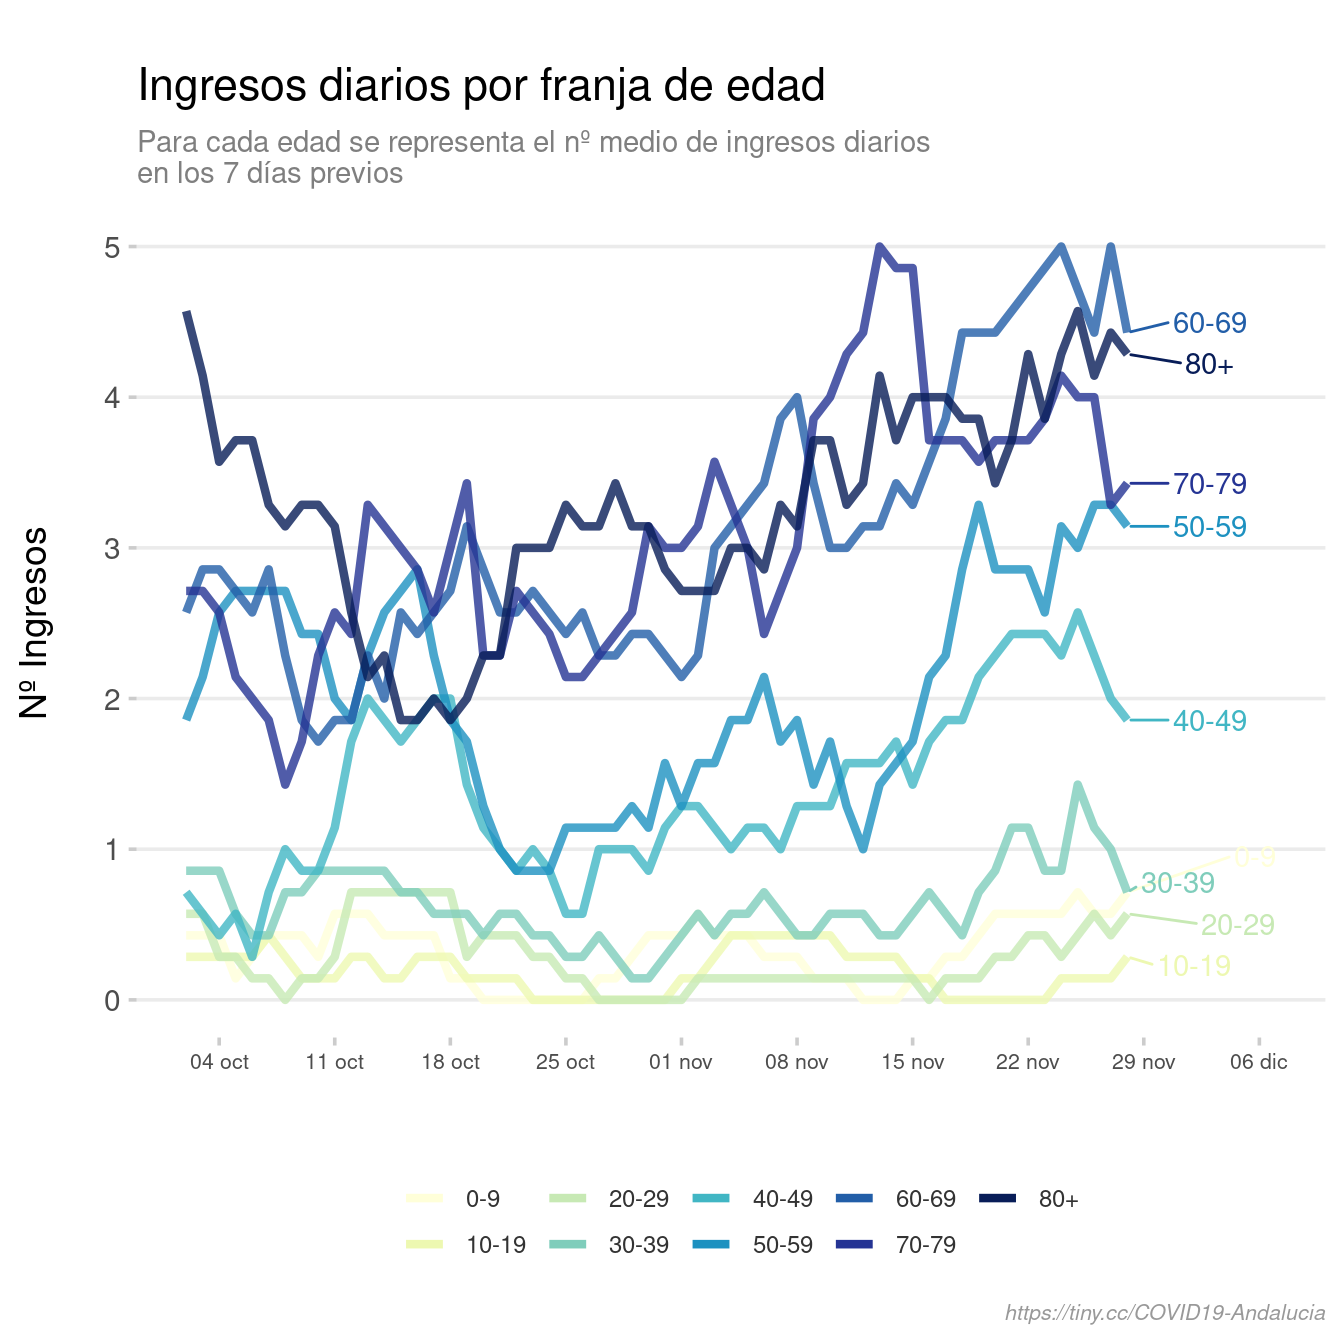 Ingresos diarios por franja de edad
Para cada edad se representa el nº medio de ingresos diarios
en los 7 días previos
Nº Ingresos
5
4
3
2
1
0
60-69
80+
70-79
50-59
40-49
0-9
30-39
20-29
10-19
04 oct 11 oct 18 oct 25 oct 01 nov 08 nov 15 nov 22 nov 29 nov 06 dic
0-9 20-29 40-49 60-69 80+
10-19 30-39 50-59 70-79
https://tiny.cc/COVID19-Andalucia